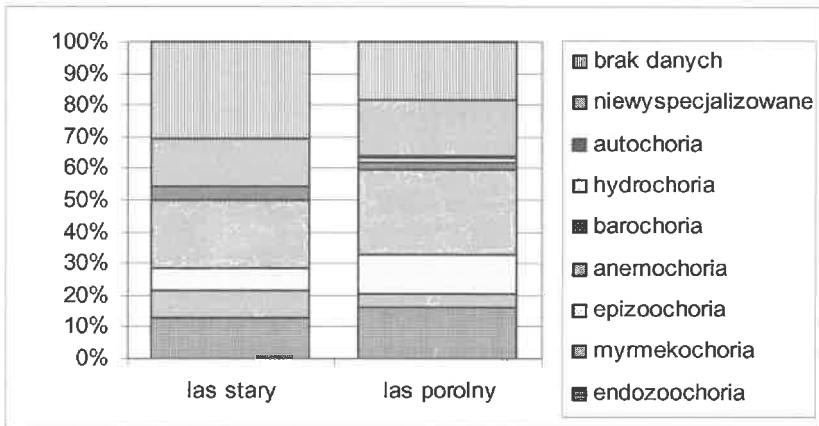 100%
90%
80%
70%
60%
50%
40%
30%
20%
10%
0%
las stary
las porolny
brak danych
niewyspecjalizowane
autochoria
hydrochoria
barochoria
anemochoria
epizoochoria
myrmekochoria
endozoochoria